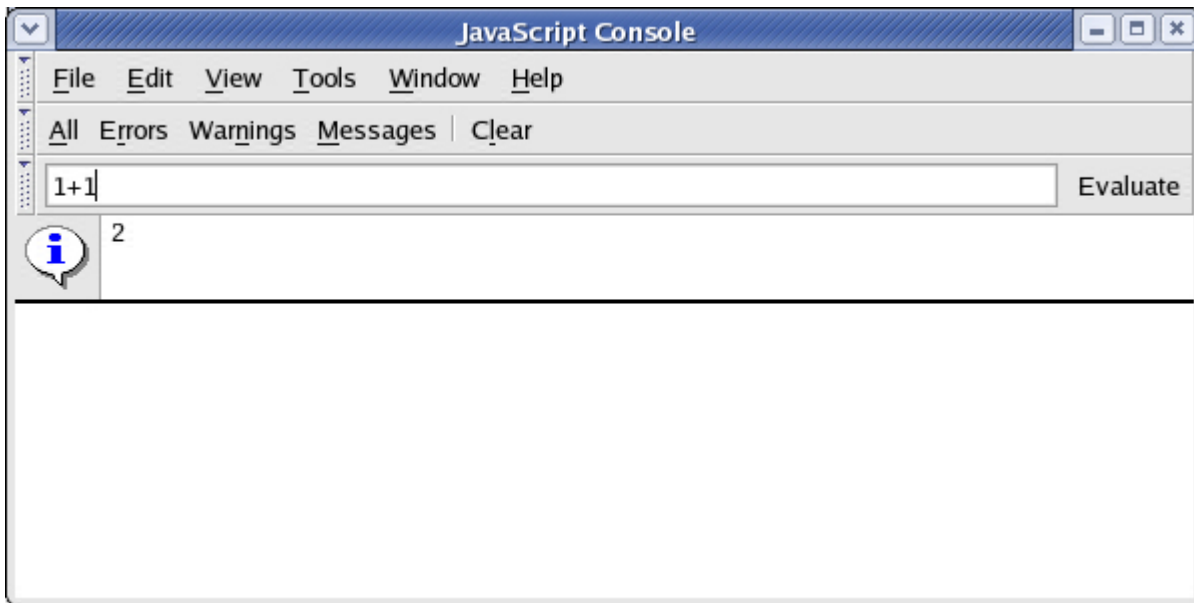 JavaScript Console
File Edit View Tools Window Help
All Errors Warnings Messages Clear
1+1 Evaluate
2